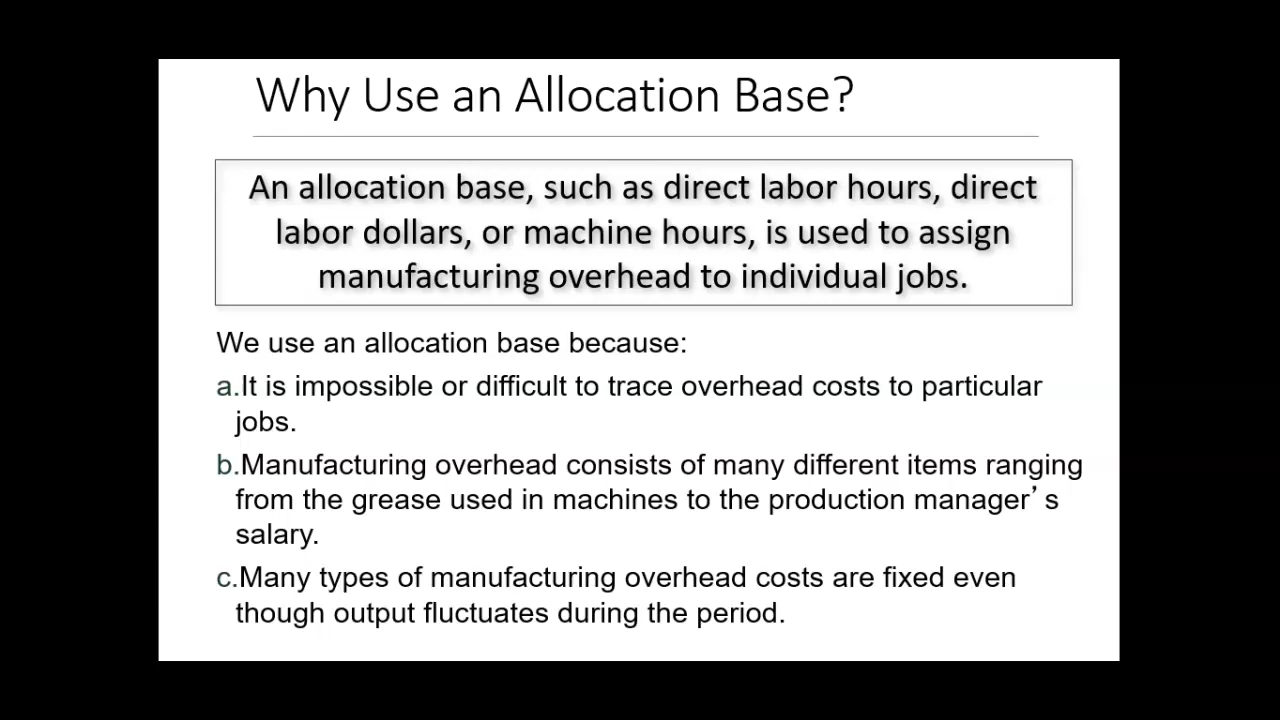 Why Use an Allocation Base?
An allocation base, such as direct labor hours, direct
labor dollars, or machine hours, is used to assign
manufacturing overhead to individual jobs.
We use an allocation base because:
a.It is impossible or difficult to trace overhead costs to particular
jobs.
b.Manufacturing overhead consists of many different items ranging
from the grease used in machines to the production manager’s
salary.
c.Many types of manufacturing overhead costs are fixed even
though output fluctuates during the period.